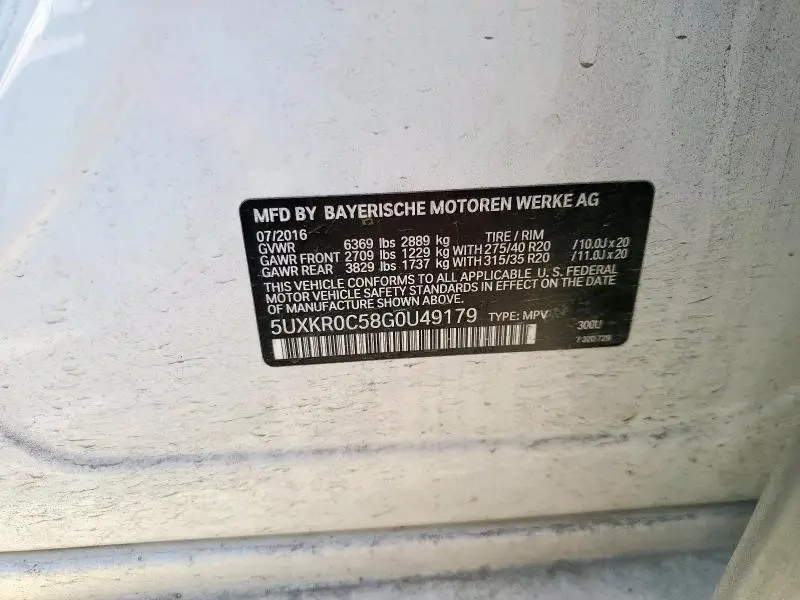 MFD BY BAYERISCHE MOTOREN WERKE AG
07/2016 TIRE / RIM
GVWR 6369 lbs 2889 kg
GAWR FRONT 2709 lbs 1229 kg WITH 275/40 R20 /10.0J x 20
GAWR REAR 3829 lbs 1737 kg WITH 315/35 R20 /11.0J x 20
THIS VEHICLE CONFORMS TO ALL APPLICABLE U. S. FEDERAL
MOTOR VEHICLE SAFETY STANDARDS IN EFFECT ON THE DATE
OF MANUFACTURE SHOWN ABOVE.
5UXKR0C58G0U49179 TYPE: MPV 300U
7 320 729